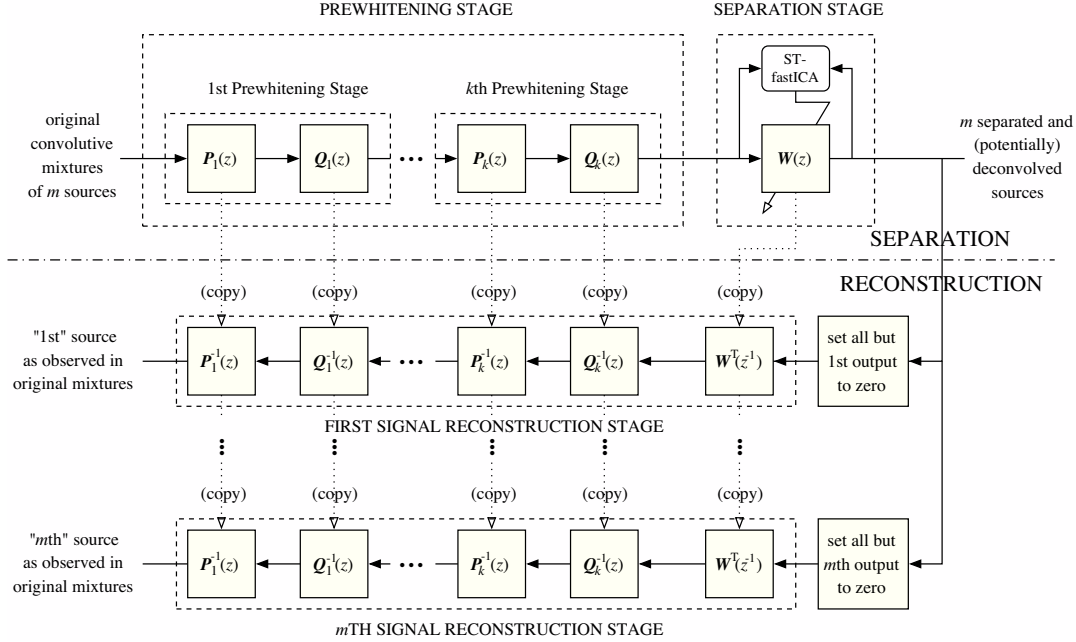 PREWHITENING STAGE
SEPARATION STAGE
ST-
fastICA
1st Prewhitening Stage
kth Prewhitening Stage
original
convolutive
mixtures
of m sources
P₁(z)
Q₁(z)
•••
Pₖ(z)
Qₖ(z)
W(z)
m separated and
(potentially)
deconvolved
sources
SEPARATION
RECONSTRUCTION
(copy)
(copy)
(copy)
(copy)
(copy)
"1st" source
as observed in
original mixtures
P₁⁻¹(z)
Q₁⁻¹(z)
•••
Pₖ⁻¹(z)
Qₖ⁻¹(z)
Wᵀ(z⁻¹)
set all but
1st output
to zero
FIRST SIGNAL RECONSTRUCTION STAGE
(copy)
(copy)
(copy)
(copy)
(copy)
"mth" source
as observed in
original mixtures
P₁⁻¹(z)
Q₁⁻¹(z)
•••
Pₖ⁻¹(z)
Qₖ⁻¹(z)
Wᵀ(z⁻¹)
set all but
mth output
to zero
mTH SIGNAL RECONSTRUCTION STAGE